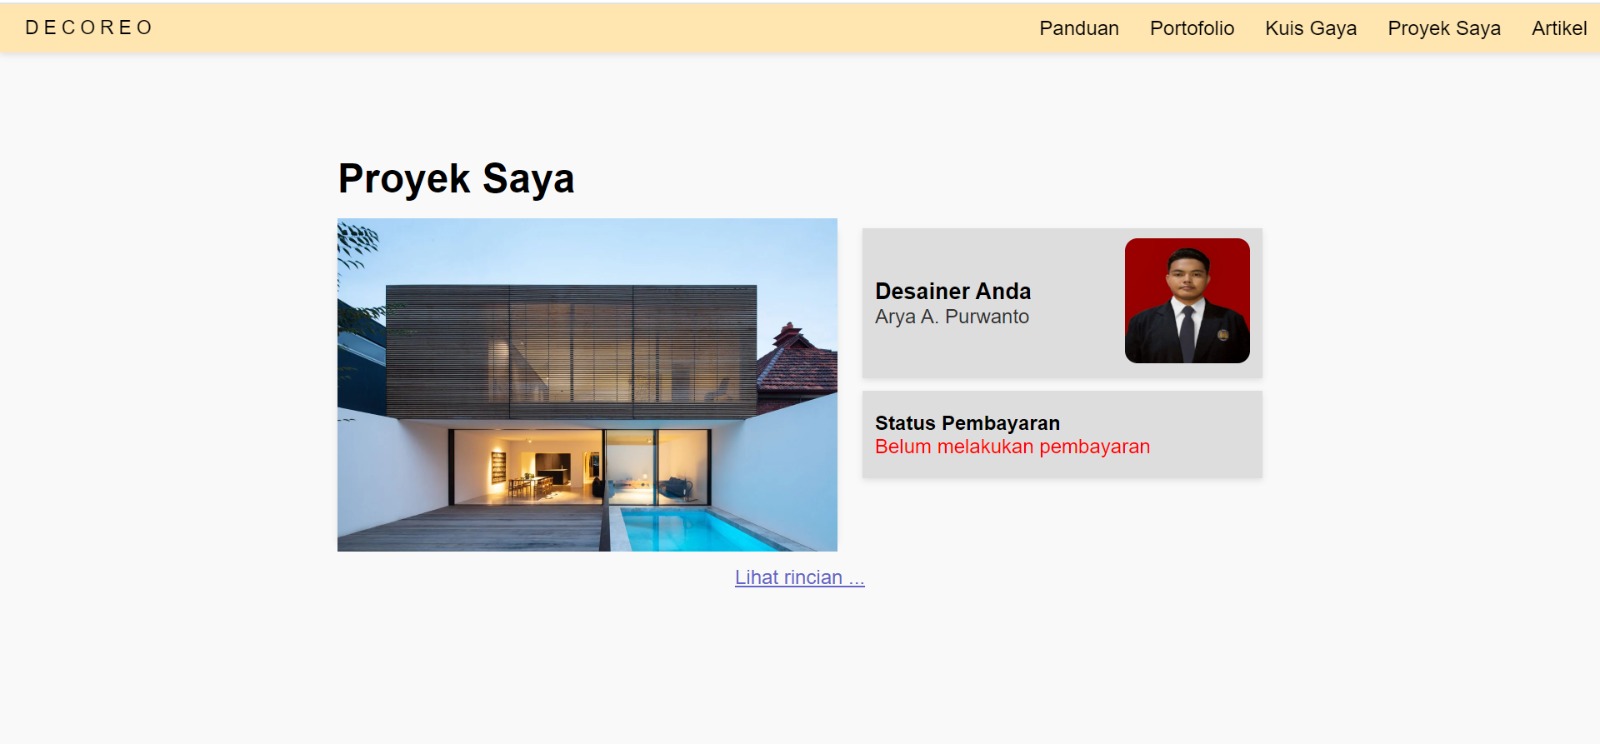 DECOREO
Panduan Portofolio Kuis Gaya Proyek Saya Artikel
Proyek Saya
Desainer Anda
Arya A. Purwanto
Status Pembayaran
Belum melakukan pembayaran
Lihat rincian ...